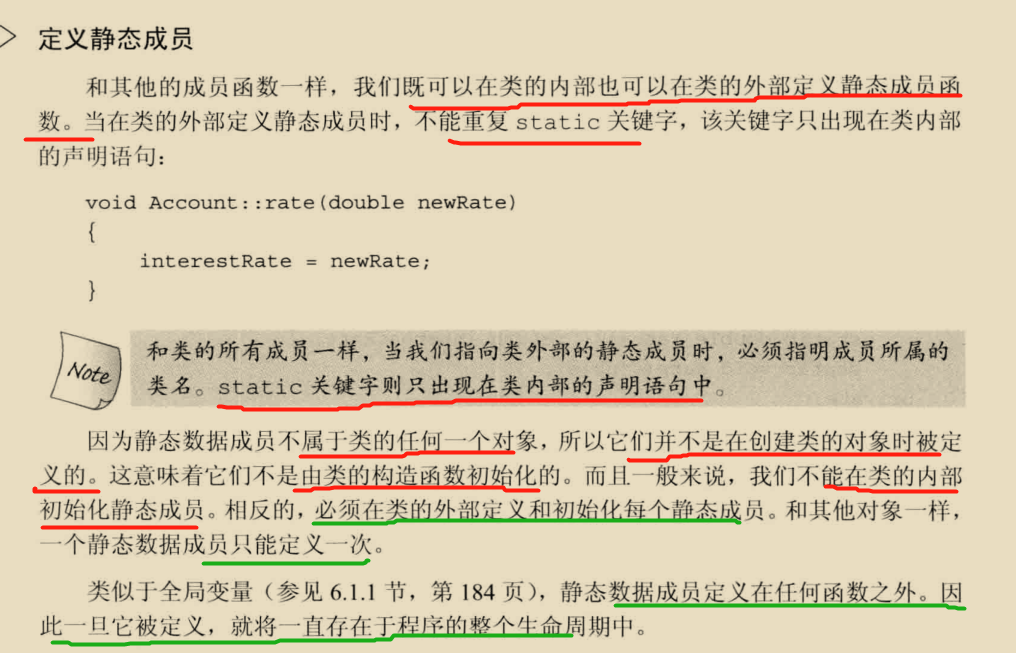 定义静态成员
和其他的成员函数一样，我们既可以在类的内部也可以在类的外部定义静态成员函
数。当在类的外部定义静态成员时，不能重复 static 关键字，该关键字只出现在类内部
的声明语句：
void Account::rate(double newRate)
{
interestRate = newRate;
}
Note
和类的所有成员一样，当我们指向类外部的静态成员时，必须指明成员所属的
类名。static 关键字则只出现在类内部的声明语句中。
因为静态数据成员不属于类的任何一个对象，所以它们并不是在创建类的对象时被定
义的。这意味着它们不是由类的构造函数初始化的。而且一般来说，我们不能在类的内部
初始化静态成员。相反的，必须在类的外部定义和初始化每个静态成员。和其他对象一样，
一个静态数据成员只能定义一次。
类似于全局变量（参见 6.1.1 节，第 184 页），静态数据成员定义在任何函数之外。因
此一旦它被定义，就将一直存在于程序的整个生命周期中。